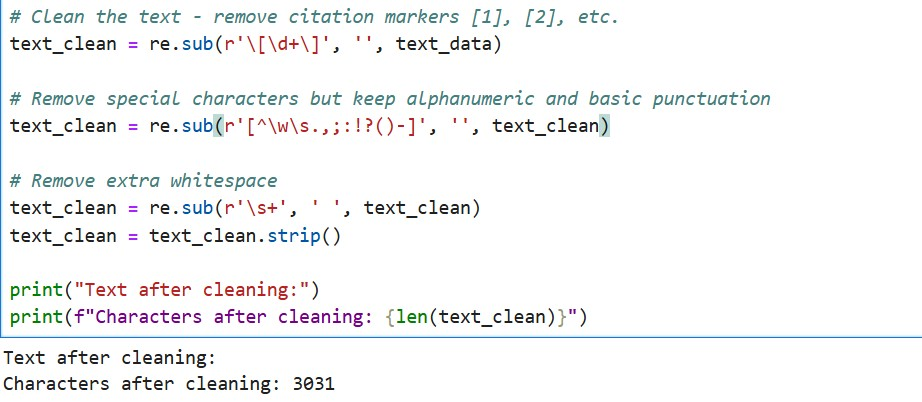 # Clean the text - remove citation markers [1], [2], etc.
text_clean = re.sub(r'\[\d+\]', '', text_data)
# Remove special characters but keep alphanumeric and basic punctuation
text_clean = re.sub(r'[^\w\s.,;:!?()-]', '', text_clean)
# Remove extra whitespace
text_clean = re.sub(r'\s+', ' ', text_clean)
text_clean = text_clean.strip()
print("Text after cleaning:")
print(f"Characters after cleaning: {len(text_clean)}")
Text after cleaning:
Characters after cleaning: 3031